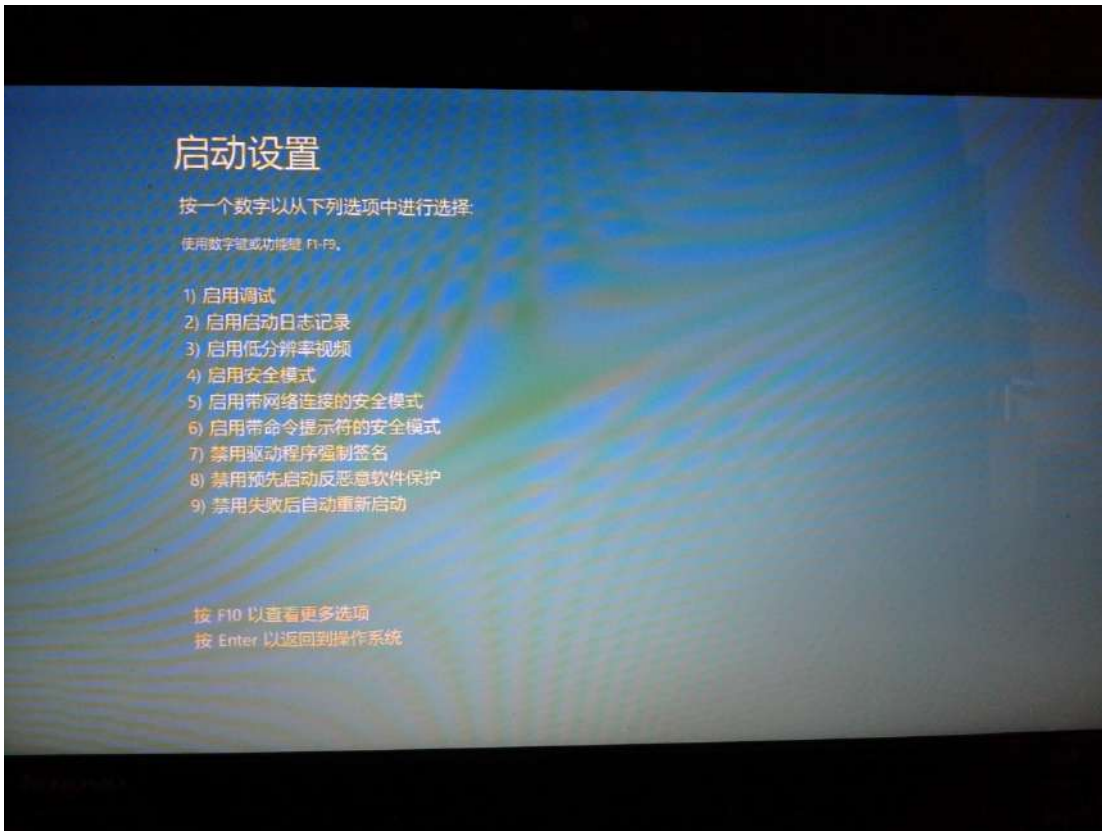 启动设置
按一个数字以从下列选项中进行选择:
使用数字键或功能键 F1-F9。
1) 启用调试
2) 启用启动日志记录
3) 启用低分辨率视频
4) 启用安全模式
5) 启用带网络连接的安全模式
6) 启用带命令提示符的安全模式
7) 禁用驱动程序强制签名
8) 禁用预先启动反恶意软件保护
9) 禁用失败后自动重新启动
按 F10 以查看更多选项
按 Enter 以返回到操作系统